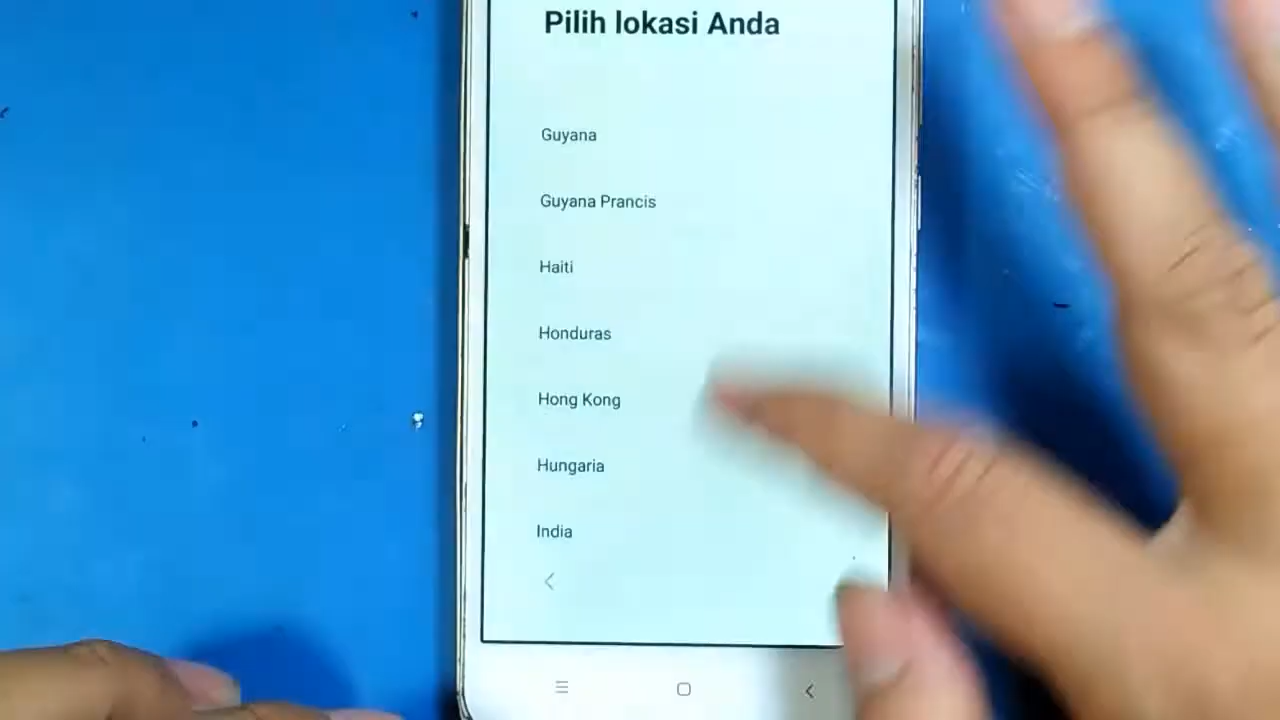 Pilih lokasi Anda
Guyana
Guyana Prancis
Haiti
Honduras
Hong Kong
Hungaria
India